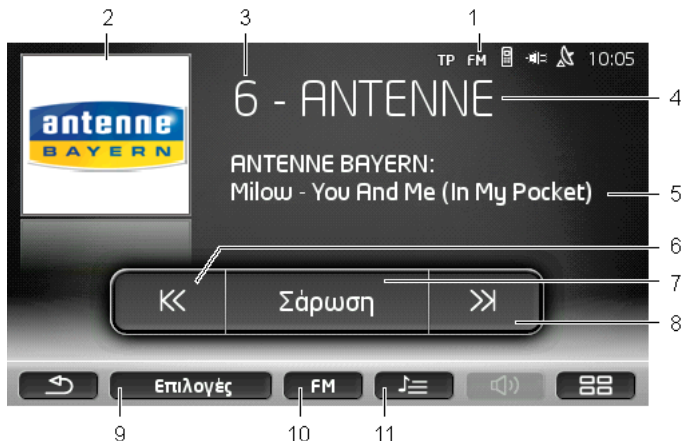 1
2
3
TP FM 10:05
6 - ANTENNE
4
antenne
BAYERN
ANTENNE BAYERN:
Milow - You And Me (In My Pocket)
5
6
Σάρωση
7
8
Επιλογές
FM
9
10
11